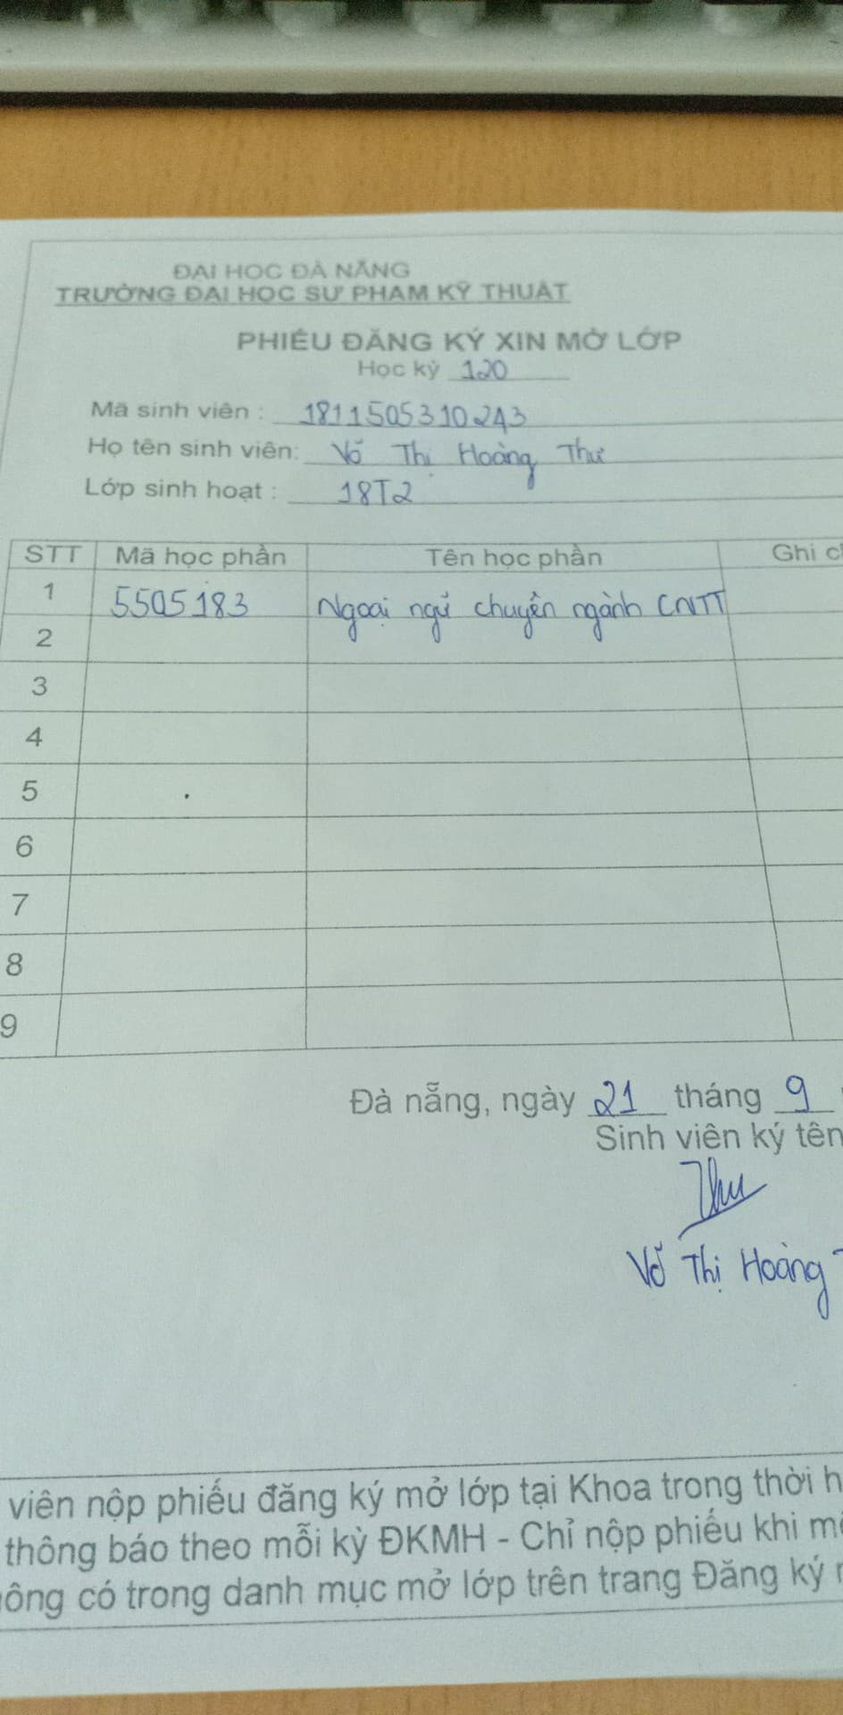 ĐẠI HỌC ĐÀ NẴNG
TRƯỜNG ĐẠI HỌC SƯ PHẠM KỸ THUẬT
PHIẾU ĐĂNG KÝ XIN MỞ LỚP
Học kỳ 120
Mã sinh viên : 1811505310243
Họ tên sinh viên: Võ Thị Hoàng Thư
Lớp sinh hoạt : 18T2
STT Mã học phần Tên học phần Ghi c
1 5505183 Ngoại ngữ chuyên ngành CNTT
2
3
4
5
6
7
8
9
Đà nẵng, ngày 21 tháng 9
Sinh viên ký tên
Thu
Võ Thị Hoàng
viên nộp phiếu đăng ký mở lớp tại Khoa trong thời h
thông báo theo mỗi kỳ ĐKMH - Chỉ nộp phiếu khi m
ông có trong danh mục mở lớp trên trang Đăng ký